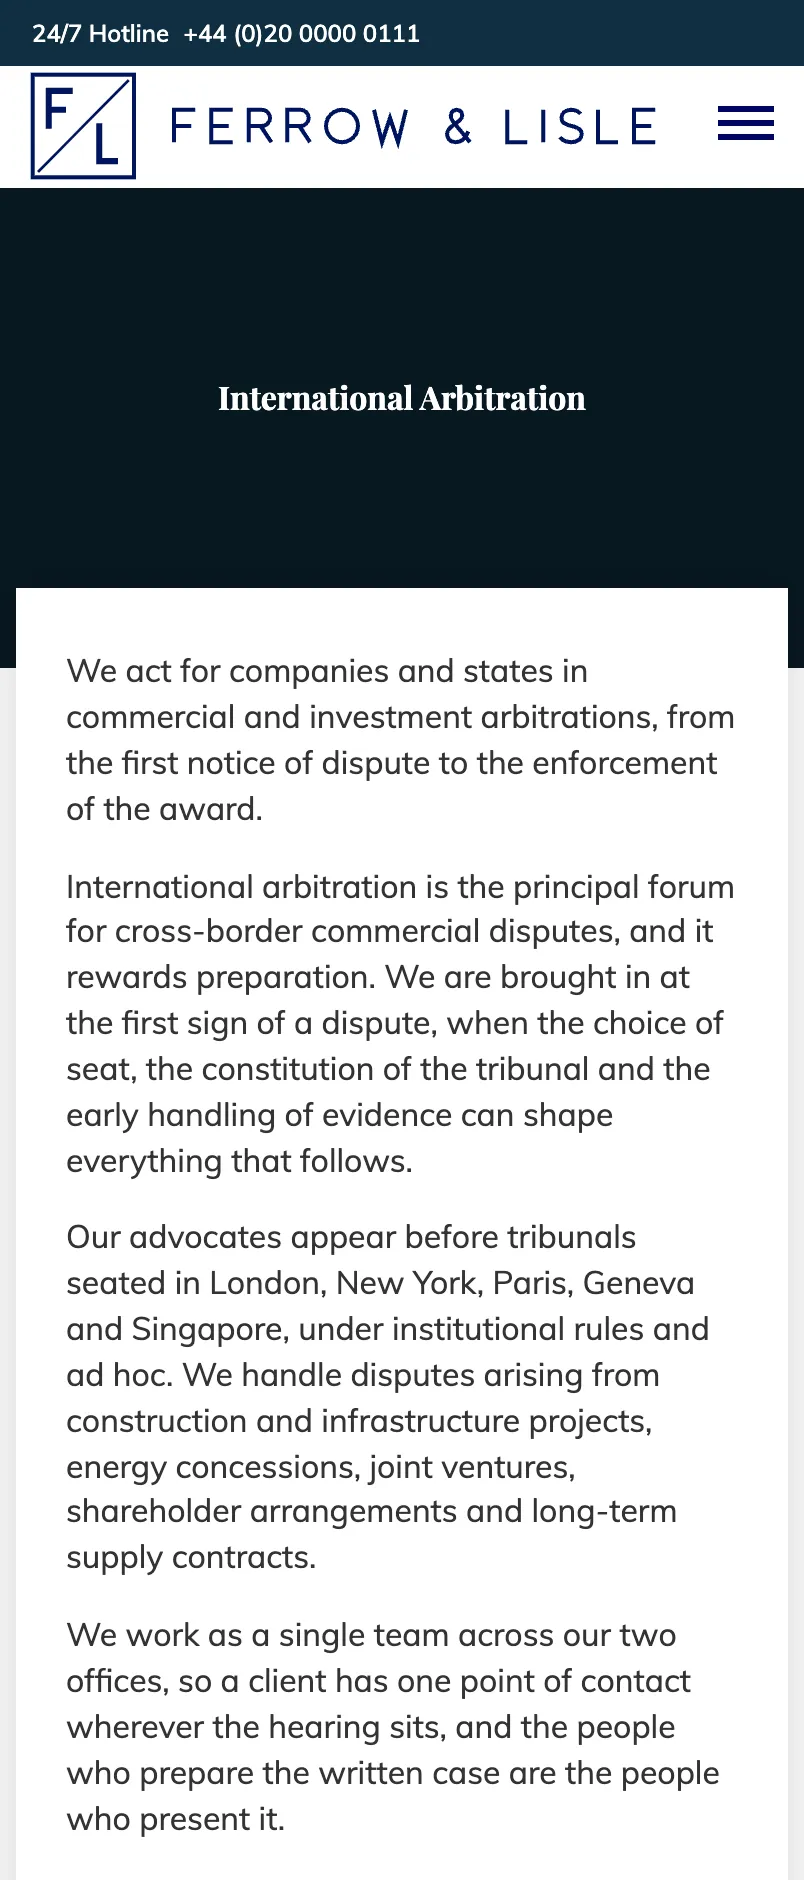 24/7 Hotline +44 (0)20 0000 0111
F L FERROW & LISLE
International Arbitration
We act for companies and states in
commercial and investment arbitrations, from
the first notice of dispute to the enforcement
of the award.
International arbitration is the principal forum
for cross-border commercial disputes, and it
rewards preparation. We are brought in at
the first sign of a dispute, when the choice of
seat, the constitution of the tribunal and the
early handling of evidence can shape
everything that follows.
Our advocates appear before tribunals
seated in London, New York, Paris, Geneva
and Singapore, under institutional rules and
ad hoc. We handle disputes arising from
construction and infrastructure projects,
energy concessions, joint ventures,
shareholder arrangements and long-term
supply contracts.
We work as a single team across our two
offices, so a client has one point of contact
wherever the hearing sits, and the people
who prepare the written case are the people
who present it.